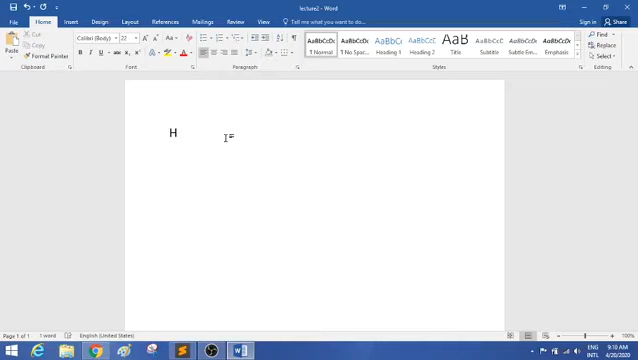 lecture2 - Word
File Home Insert Design Layout References Mailings Review View Tell me what you want to do... Sign in Share
Paste
Cut
Copy
Format Painter
Calibri (Body) 22
AaBbCcDc AaBbCcDc AaBbCc AaBbCcC AaB AaBbCcC AaBbCcDc AaBbCcDc
¶ Normal ¶ No Spac... Heading 1 Heading 2 Title Subtitle Subtle Em... Emphasis
Find
Replace
Select
Clipboard Font Paragraph Styles Editing
H
Page 1 of 1 1 word English (United States) 100%
ENG 9:10 AM
INTL 4/28/2020